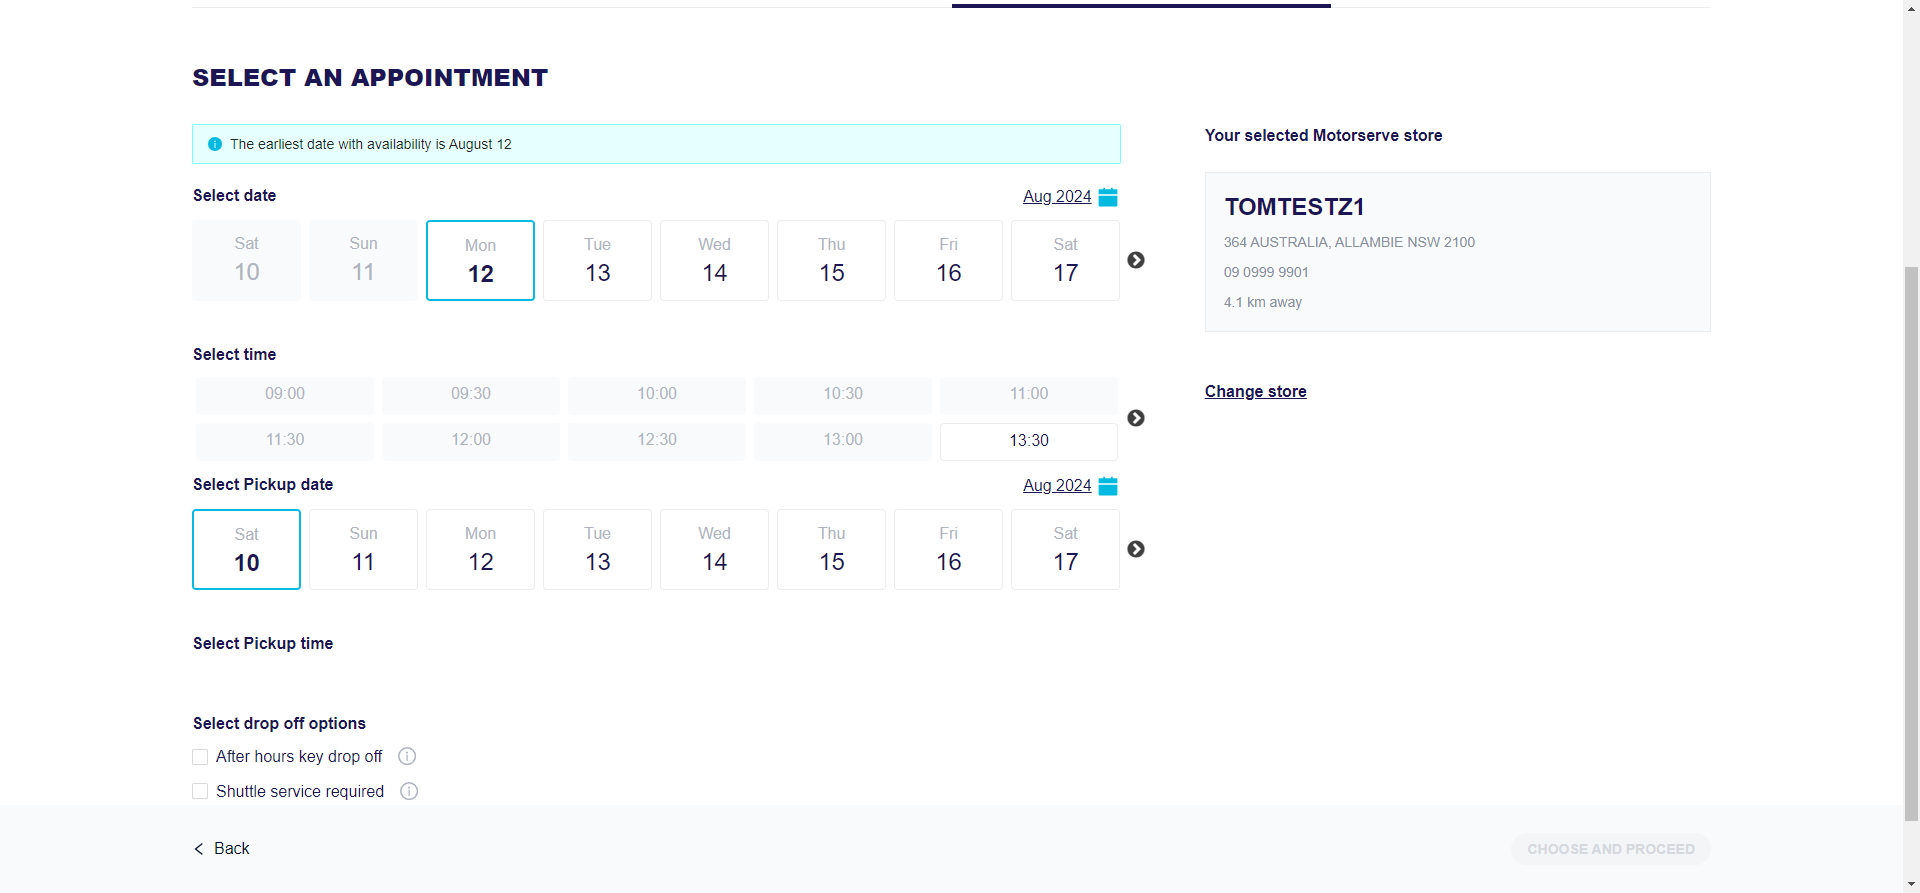 SELECT AN APPOINTMENT
The earliest date with availability is August 12
Select date
Aug 2024
Sat Sun Mon Tue Wed Thu Fri Sat
10 11 12 13 14 15 16 17
Select time
09:00 09:30 10:00 10:30 11:00
11:30 12:00 12:30 13:00 13:30
Select Pickup date
Aug 2024
Sat Sun Mon Tue Wed Thu Fri Sat
10 11 12 13 14 15 16 17
Select Pickup time
Select drop off options
After hours key drop off
Shuttle service required
Your selected Motorserve store
TOMTESTZ1
364 AUSTRALIA, ALLAMBIE NSW 2100
09 0999 9901
4.1 km away
Change store
Back
CHOOSE AND PROCEED